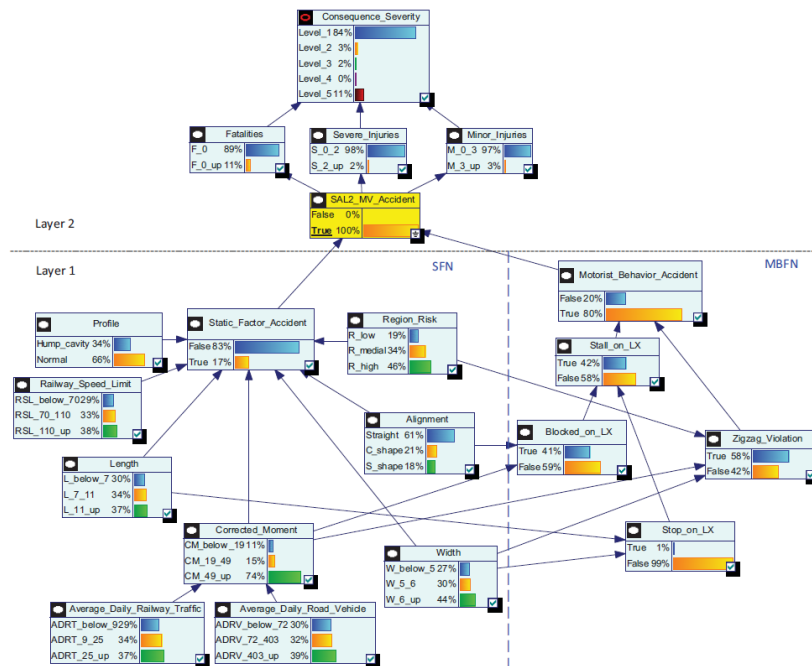 Consequence_Severity
Level_1 84%
Level_2 3%
Level_3 2%
Level_4 0%
Level_5 11%
Fatalities
F_0 89%
F_0_up 11%
Severe_Injuries
S_0_2 98%
S_2_up 2%
Minor_Injuries
M_0_3 97%
M_3_up 3%
SAL2_MV_Accident
False 0%
True 100%
Layer 2
Layer 1
SFN
MBFN
Motorist_Behavior_Accident
False 20%
True 80%
Profile
Hump_cavity 34%
Normal 66%
Static_Factor_Accident
False 83%
True 17%
Region_Risk
R_low 19%
R_medial 34%
R_high 46%
Stall_on_LX
True 42%
False 58%
Railway_Speed_Limit
RSL_below_70 29%
RSL_70_110 33%
RSL_110_up 38%
Alignment
Straight 61%
C_shape 21%
S_shape 18%
Blocked_on_LX
True 41%
False 59%
Zigzag_Violation
True 58%
False 42%
Length
L_below_7 30%
L_7_11 34%
L_11_up 37%
Corrected_Moment
CM_below_19 11%
CM_19_49 15%
CM_49_up 74%
Width
W_below_5 27%
W_5_6 30%
W_6_up 44%
Stop_on_LX
True 1%
False 99%
Average_Daily_Railway_Traffic
ADRT_below_9 29%
ADRT_9_25 34%
ADRT_25_up 37%
Average_Daily_Road_Vehicle
ADRV_below_72 30%
ADRV_72_403 32%
ADRV_403_up 39%